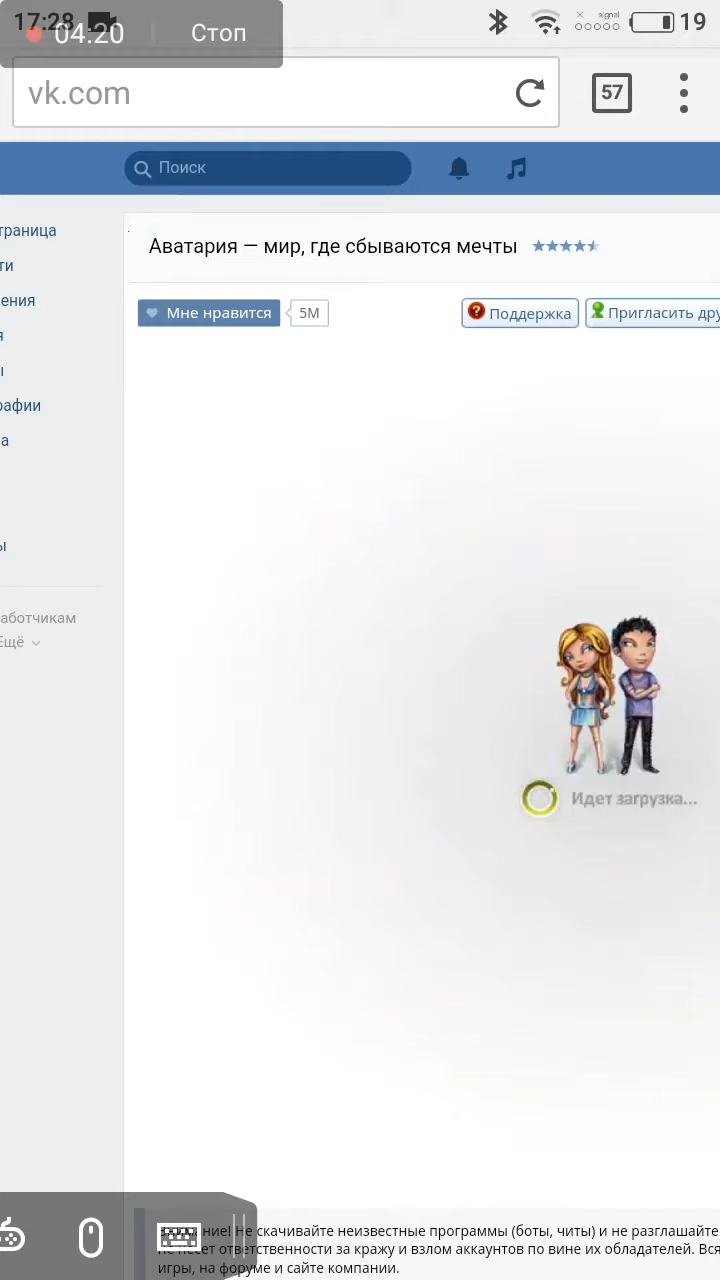 17:28
04.20 Стоп
signal
19
vk.com
57
Поиск
Аватария — мир, где сбываются мечты
Мне нравится 5M
Поддержка
Пригласить дру
траница
ти
ения
я
ы
рафии
а
ы
аботчикам
Ещё
Идет загрузка...
Не скачивайте неизвестные программы (боты, читы) и не разглашайте
не несет ответственности за кражу и взлом аккаунтов по вине их обладателей. Вся
игры, на форуме и сайте компании.